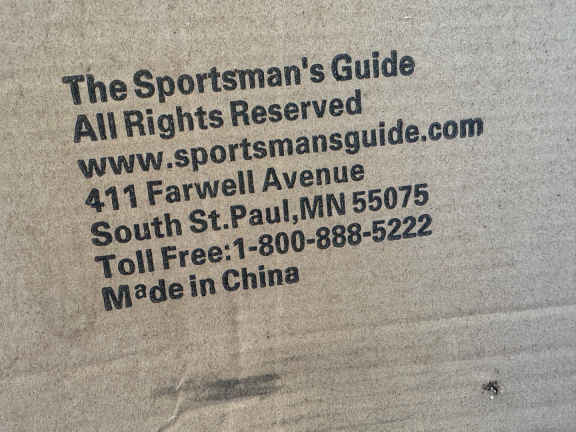 The Sportsman's Guide
All Rights Reserved
www.sportsmansguide.com
411 Farwell Avenue
South St.Paul,MN 55075
Toll Free:1-800-888-5222
Made in China